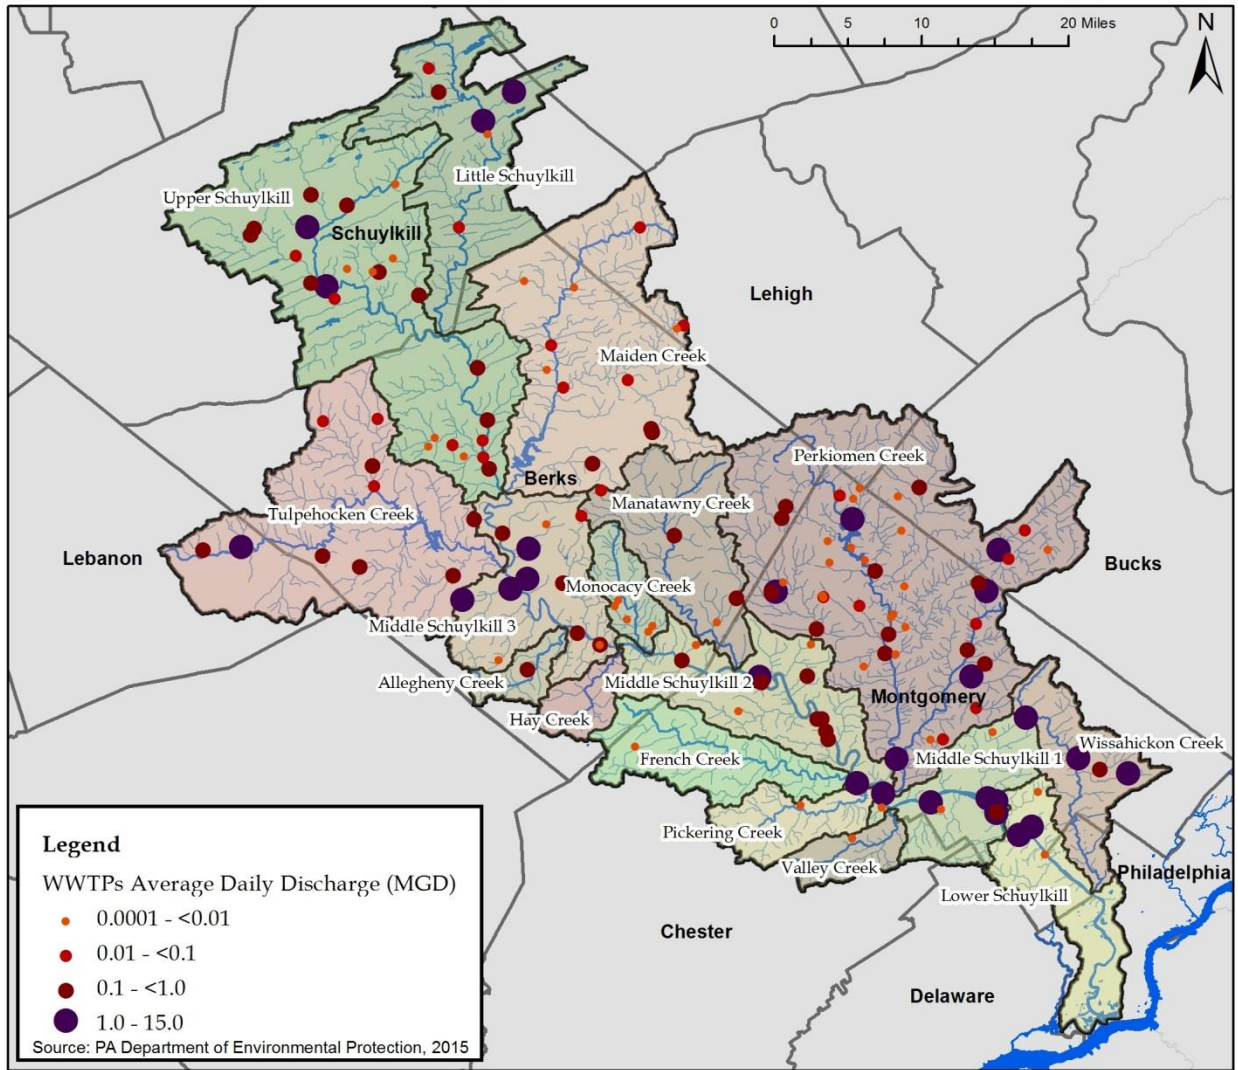 0 5 10 20 Miles
N
Little Schuylkill
Upper Schuylkill
Schuylkill
Lehigh
Maiden Creek
Perkiomen Creek
Berks
Manatawny Creek
Tulpehocken Creek
Lebanon
Bucks
Monocacy Creek
Middle Schuylkill 3
Allegheny Creek
Middle Schuylkill 2
Montgomery
Hay Creek
French Creek
Middle Schuylkill 1
Wissahickon Creek
Pickering Creek
Valley Creek
Philadelphia
Lower Schuylkill
Chester
Delaware
Legend
WWTPs Average Daily Discharge (MGD)
0.0001 - <0.01
0.01 - <0.1
0.1 - <1.0
1.0 - 15.0
Source: PA Department of Environmental Protection, 2015